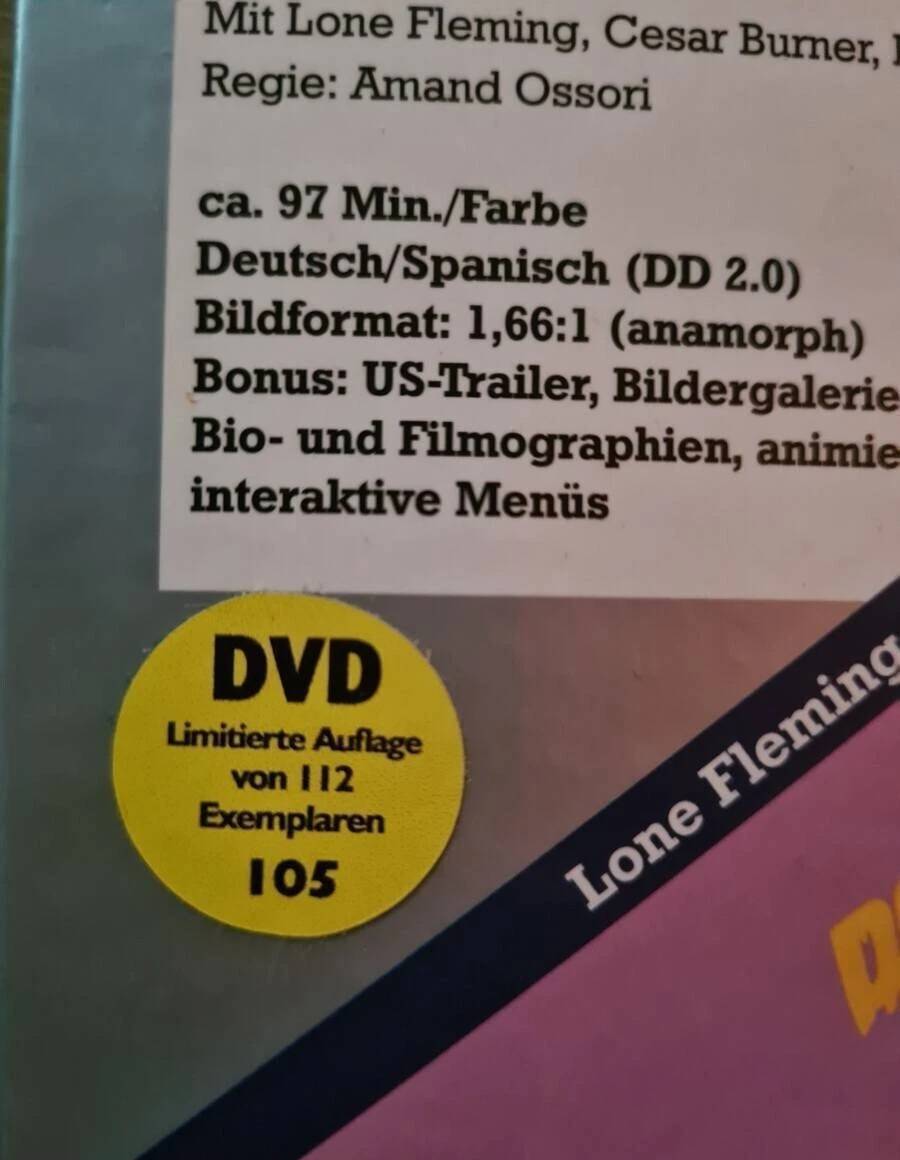 Mit Lone Fleming, Cesar Burner,
Regie: Amand Ossori
ca. 97 Min./Farbe
Deutsch/Spanisch (DD 2.0)
Bildformat: 1,66:1 (anamorph)
Bonus: US-Trailer, Bildergalerie
Bio- und Filmographien, animie
interaktive Menüs
DVD
Limitierte Auflage
von 112
Exemplaren
105
Lone Fleming